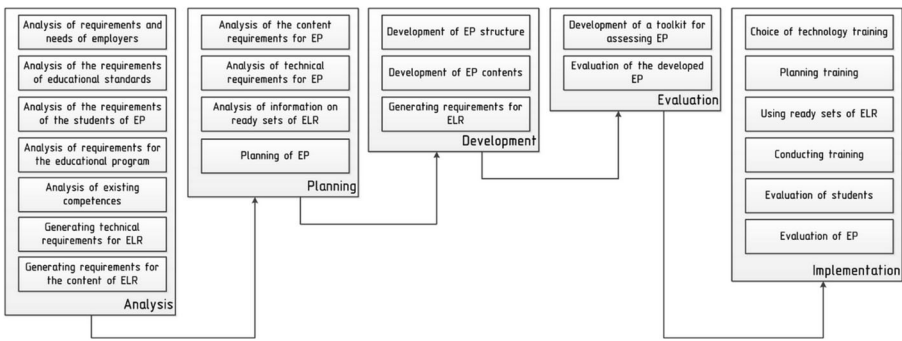 Analysis of requirements and
needs of employers
Analysis of the requirements
of educational standards
Analysis of the requirements
of the students of EP
Analysis of requirements for
the educational program
Analysis of existing
competences
Generating technical
requirements for ELR
Generating requirements for
the content of ELR
Analysis
Analysis of the content
requirements for EP
Analysis of technical
requirements for EP
Analysis of information on
ready sets of ELR
Planning of EP
Planning
Development of EP structure
Development of EP contents
Generating requirements for
ELR
Development
Development of a toolkit for
assessing EP
Evaluation of the developed
EP
Evaluation
Choice of technology training
Planning training
Using ready sets of ELR
Conducting training
Evaluation of students
Evaluation of EP
Implementation